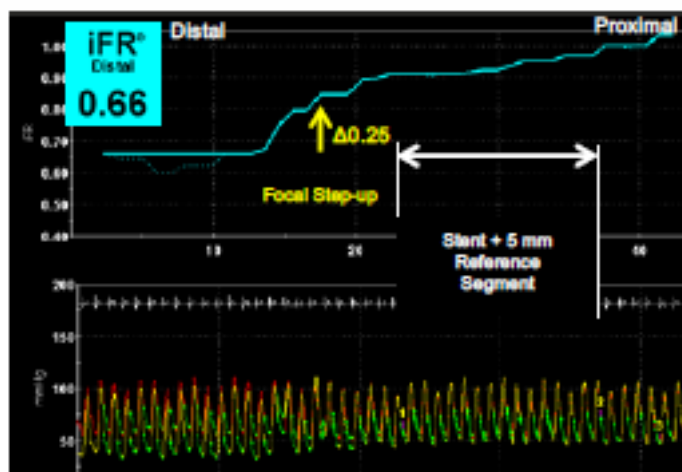 iFR®
Distal
0.66
Distal
Proximal
1.00
0.90
0.80
0.70
0.60
0.50
0.40
iFR
Δ0.25
Focal Step-up
Stent + 5 mm
Reference
Segment
10
20
40
200
150
100
50
mmHg